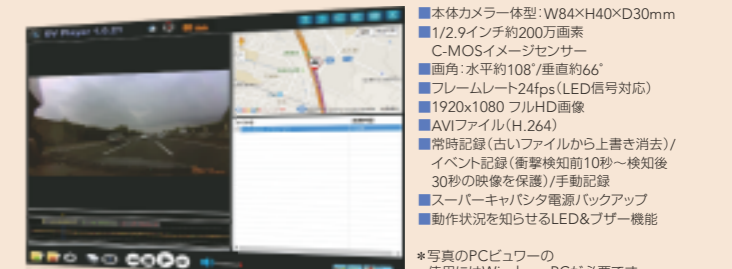 DV Player 1.0.21
■本体カメラ一体型：W84×H40×D30mm
■1/2.9インチ約200万画素
C-MOSイメージセンサー
■画角：水平約108°/垂直約66°
■フレームレート24fps（LED信号対応）
■1920x1080 フルHD画像
■AVIファイル（H.264）
■常時記録（古いファイルから上書き消去）/
イベント記録（衝撃検知前10秒〜検知後
30秒の映像を保護）/手動記録
■スーパーキャパシタ電源バックアップ
■動作状況を知らせるLED&ブザー機能
＊写真のPCビュワーの